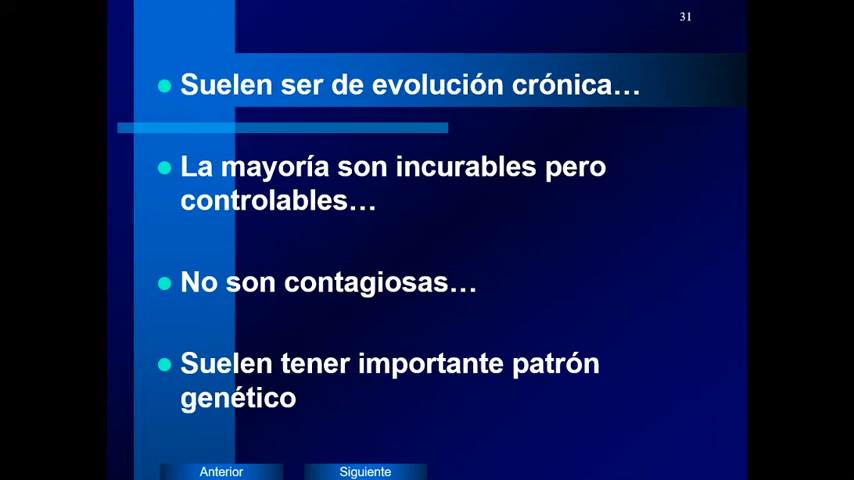 31
Suelen ser de evolución crónica…
La mayoría son incurables pero
controlables…
No son contagiosas…
Suelen tener importante patrón
genético
Anterior
Siguiente